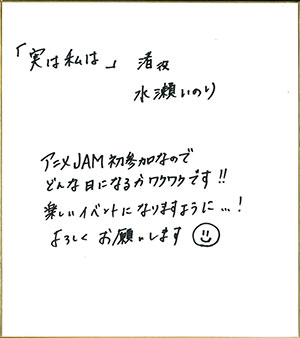 「実は私は」 渚役
水瀬いのり
アニメJAM初参加なので
どんな日になるかワクワクです!!
楽しいイベントになりますように…!
よろしくお願いします